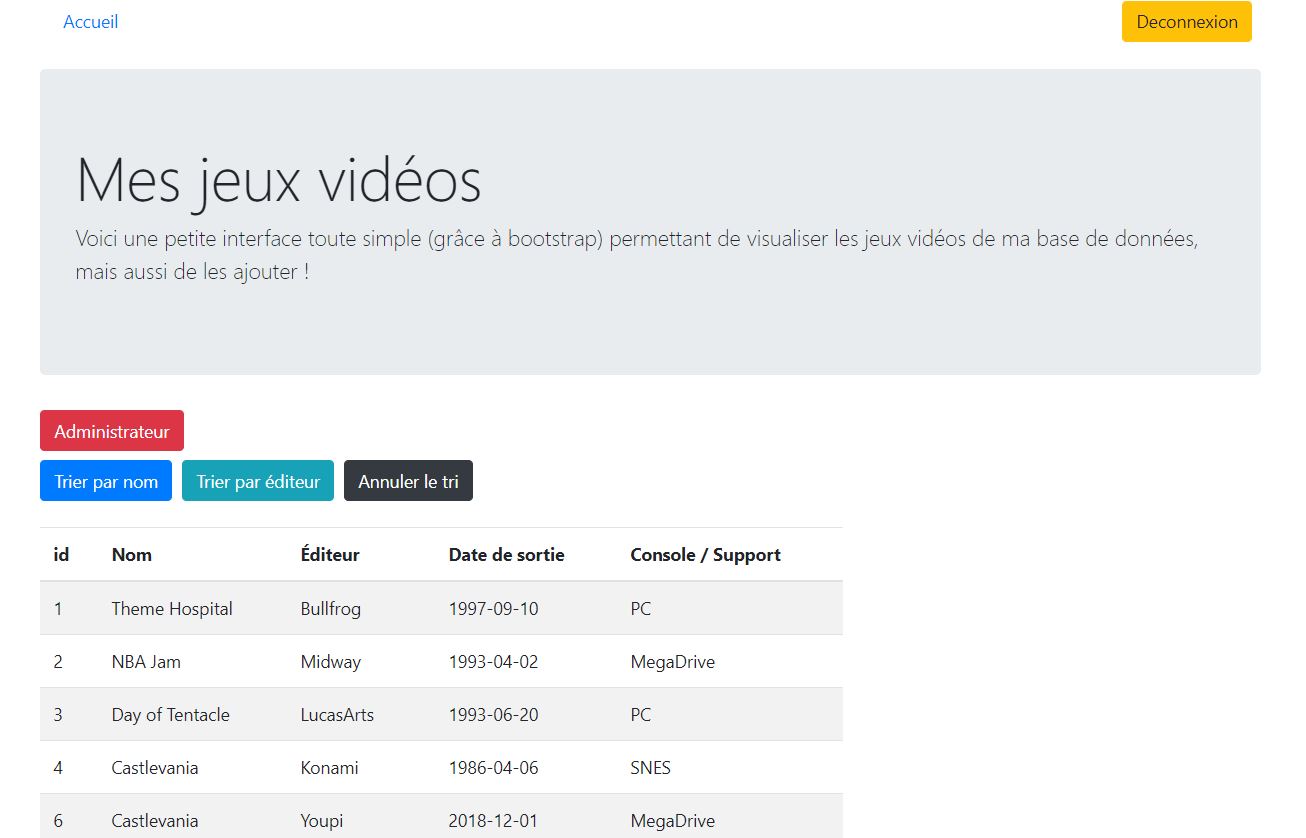 Accueil Deconnexion
Mes jeux vidéos
Voici une petite interface toute simple (grâce à bootstrap) permettant de visualiser les jeux vidéos de ma base de données,
mais aussi de les ajouter !
Administrateur
Trier par nom Trier par éditeur Annuler le tri
id Nom Éditeur Date de sortie Console / Support
1 Theme Hospital Bullfrog 1997-09-10 PC
2 NBA Jam Midway 1993-04-02 MegaDrive
3 Day of Tentacle LucasArts 1993-06-20 PC
4 Castlevania Konami 1986-04-06 SNES
6 Castlevania Youpi 2018-12-01 MegaDrive